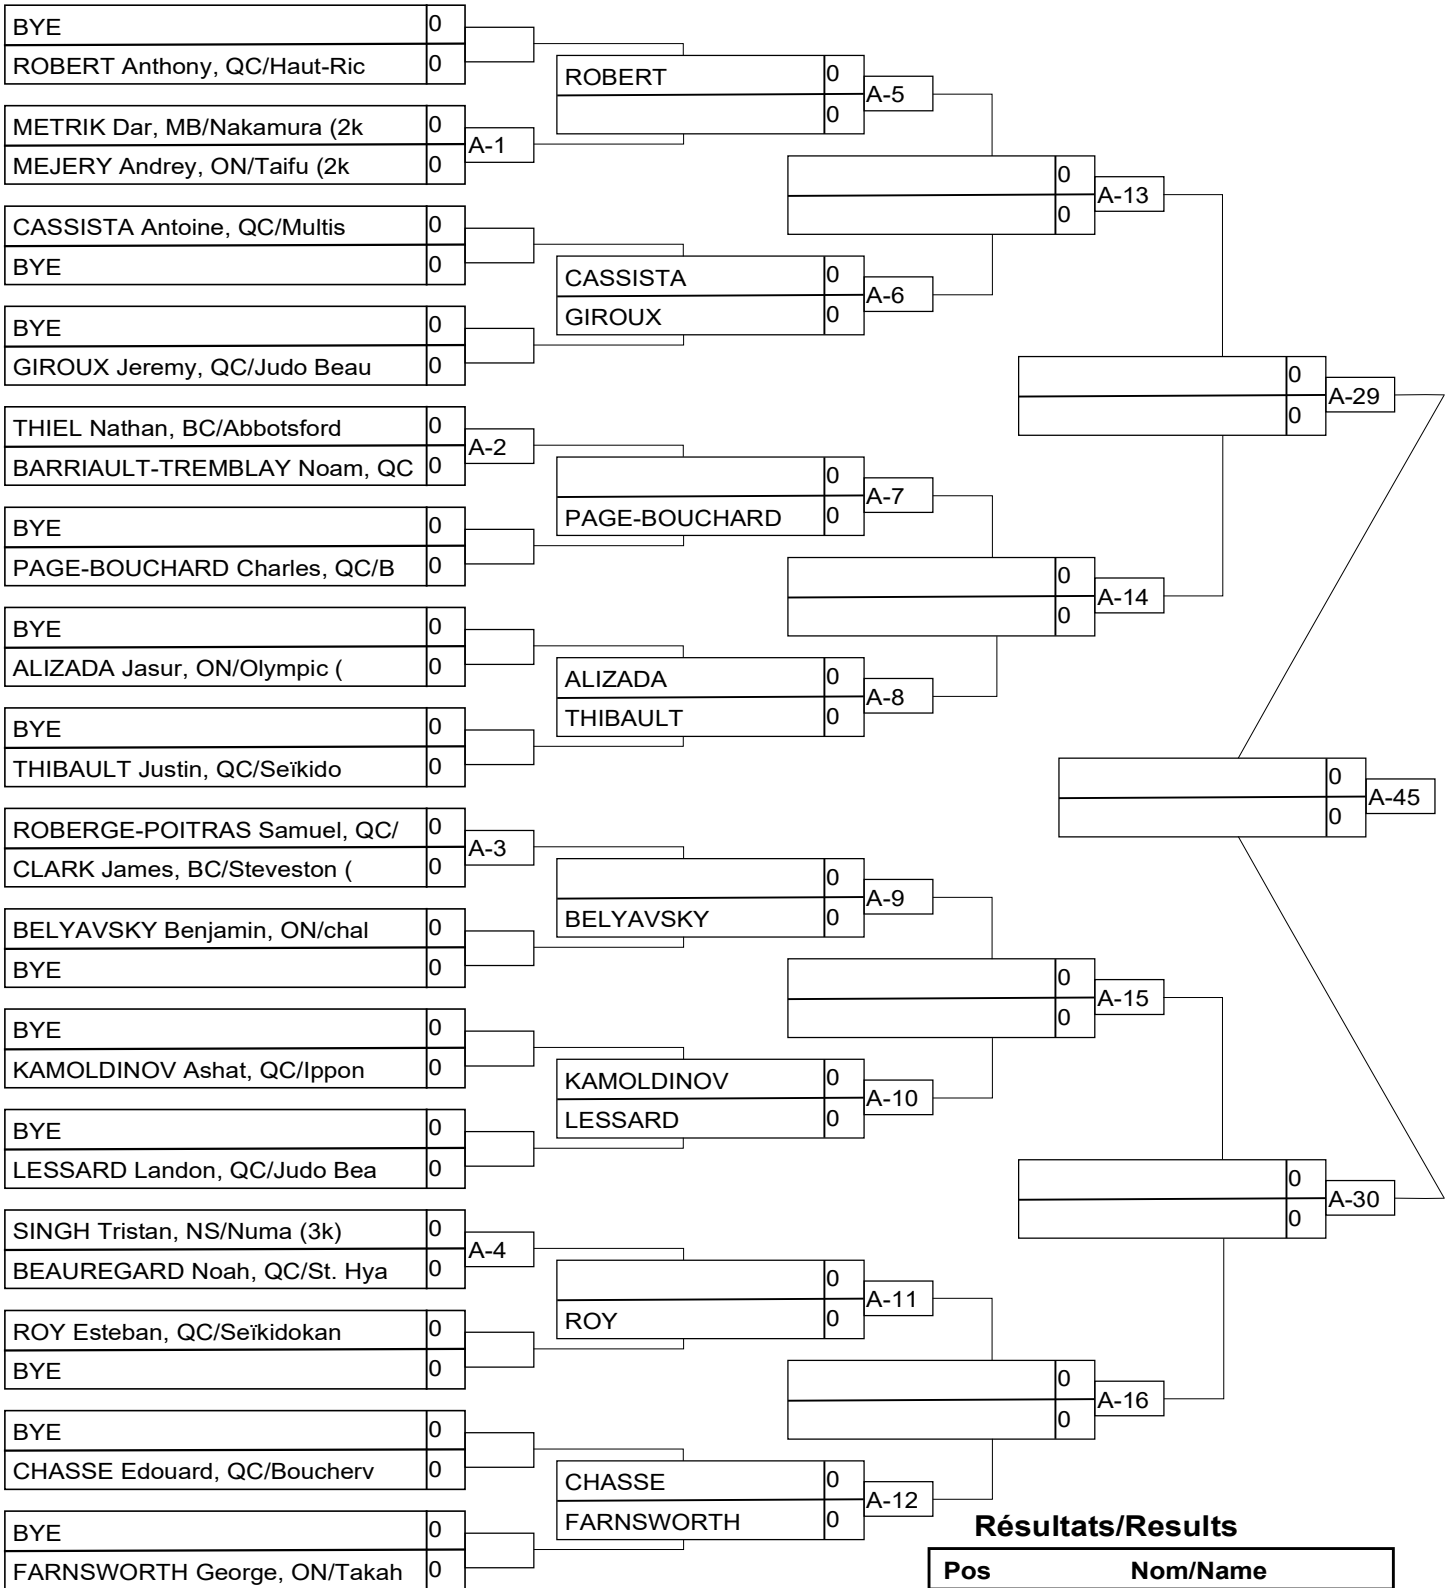 BYE 0
ROBERT Anthony, QC/Haut-Ric 0
METRIK Dar, MB/Nakamura (2k 0
A-1
MEJERY Andrey, ON/Taifu (2k 0
CASSISTA Antoine, QC/Multis 0
BYE 0
BYE 0
GIROUX Jeremy, QC/Judo Beau 0
THIEL Nathan, BC/Abbotsford 0
A-2
BARRIAULT-TREMBLAY Noam, QC 0
BYE 0
PAGE-BOUCHARD Charles, QC/B 0
BYE 0
ALIZADA Jasur, ON/Olympic ( 0
BYE 0
THIBAULT Justin, QC/Seïkido 0
ROBERGE-POITRAS Samuel, QC/ 0
A-3
CLARK James, BC/Steveston ( 0
BELYAVSKY Benjamin, ON/chal 0
BYE 0
BYE 0
KAMOLDINOV Ashat, QC/Ippon 0
BYE 0
LESSARD Landon, QC/Judo Bea 0
SINGH Tristan, NS/Numa (3k) 0
A-4
BEAUREGARD Noah, QC/St. Hya 0
ROY Esteban, QC/Seïkidokan 0
BYE 0
BYE 0
CHASSE Edouard, QC/Boucherv 0
BYE 0
FARNSWORTH George, ON/Takah 0
ROBERT 0
A-5
0
CASSISTA 0
A-6
GIROUX 0
0
A-7
PAGE-BOUCHARD 0
ALIZADA 0
A-8
THIBAULT 0
0
A-9
BELYAVSKY 0
KAMOLDINOV 0
A-10
LESSARD 0
0
A-11
ROY 0
CHASSE 0
A-12
FARNSWORTH 0
0
A-13
0
0
A-14
0
0
A-15
0
0
A-16
0
0
A-29
0
0
A-30
0
0
A-45
0
Résultats/Results
Pos Nom/Name